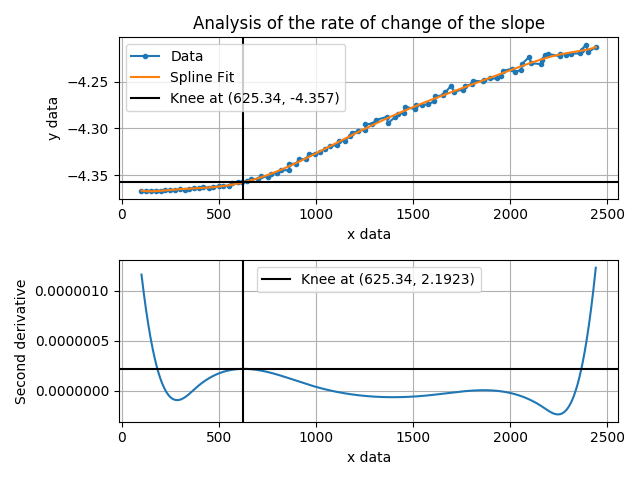 Analysis of the rate of change of the slope
Data
Spline Fit
Knee at (625.34, -4.357)
y data
−4.25
−4.30
−4.35
0 500 1000 1500 2000 2500
x data
Knee at (625.34, 2.1923)
Second derivative
0.0000010
0.0000005
0.0000000
0 500 1000 1500 2000 2500
x data